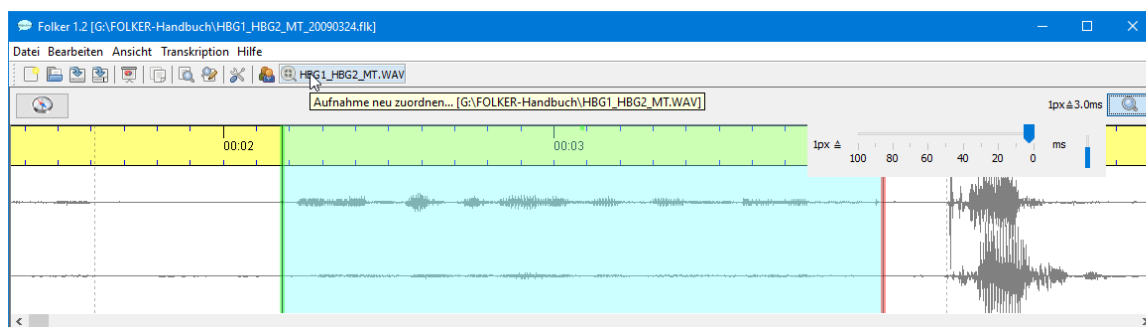 Folker 1.2 [G:\FOLKER-Handbuch\HBG1_HBG2_MT_20090324.flk]
Datei Bearbeiten Ansicht Transkription Hilfe
HBG1_HBG2_MT.WAV
Aufnahme neu zuordnen... [G:\FOLKER-Handbuch\HBG1_HBG2_MT.WAV]
1px≙3.0ms
00:02 00:03
1px ≙ ms
100 80 60 40 20 0